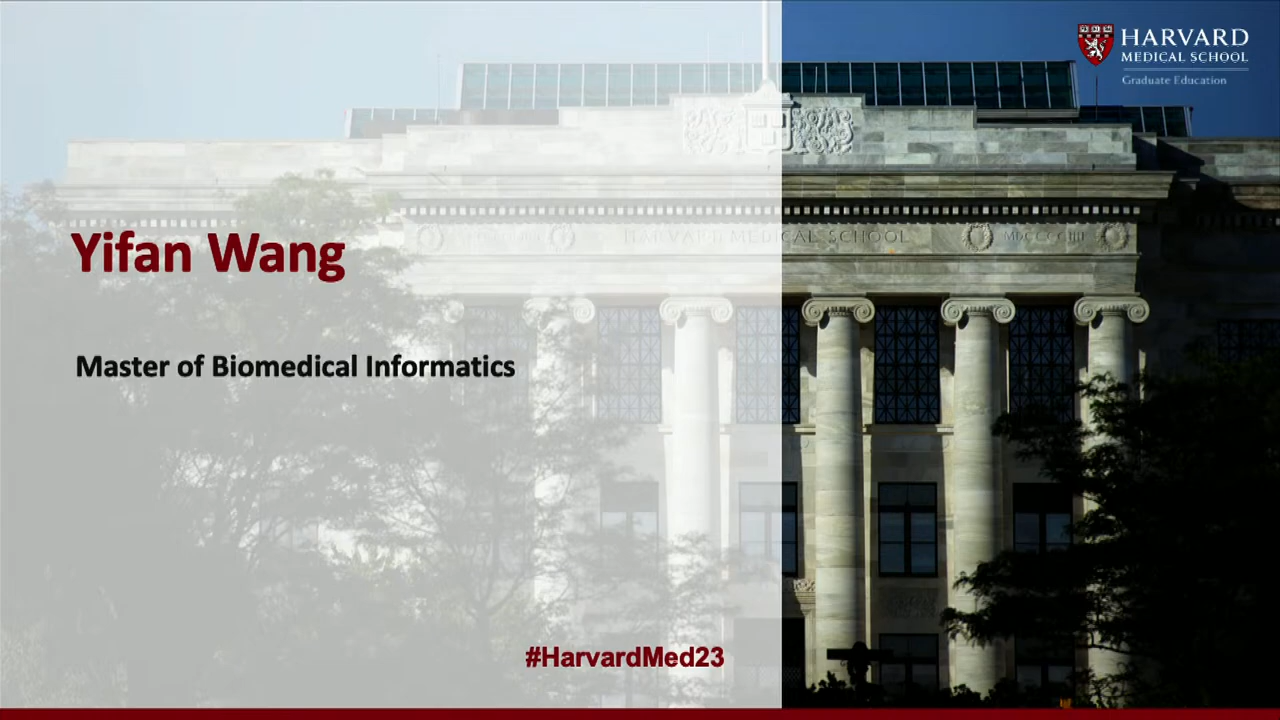 HARVARD
MEDICAL SCHOOL
Graduate Education
HARVARD MEDICAL SCHOOL
Yifan Wang
Master of Biomedical Informatics
#HarvardMed23